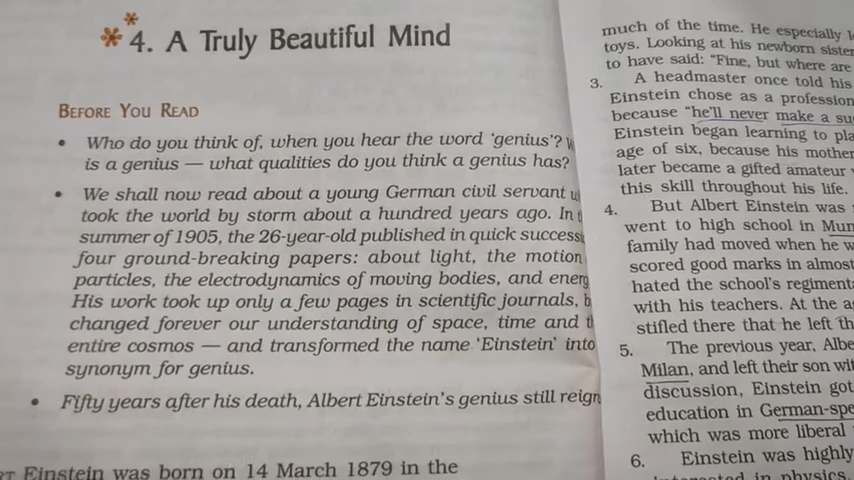 4. A Truly Beautiful Mind
BEFORE YOU READ
• Who do you think of, when you hear the word 'genius'?
is a genius — what qualities do you think a genius has?
• We shall now read about a young German civil servant
took the world by storm about a hundred years ago. In
summer of 1905, the 26-year-old published in quick
four ground-breaking papers: about light, the motion
particles, the electrodynamics of moving bodies, and
His work took up only a few pages in scientific journals,
changed forever our understanding of space, time and
entire cosmos — and transformed the name 'Einstein' into
synonym for genius.
• Fifty years after his death, Albert Einstein's genius still
Einstein was born on 14 March 1879 in the
much of the time. He especially
toys. Looking at his newborn
to have said: "Fine, but where are
3. A headmaster once told his
Einstein chose as a profession
because "he'll never make a
Einstein began learning to
age of six, because his mother
later became a gifted amateur
this skill throughout his life.
4. But Albert Einstein was
went to high school in
family had moved when he
scored good marks in almost
hated the school's
with his teachers. At the
stifled there that he left
5. The previous year,
Milan, and left their son
discussion, Einstein got
education in
which was more liberal
6. Einstein was highly
in physics.